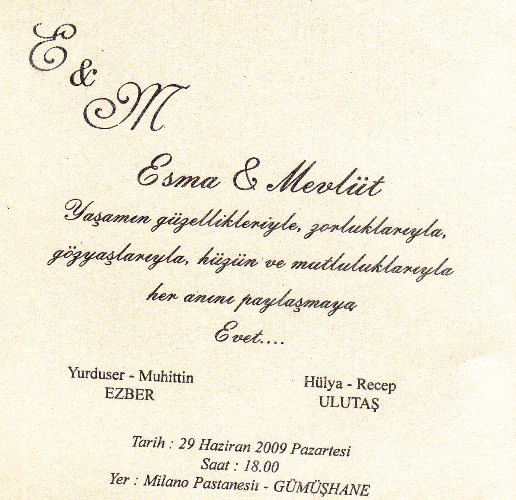 E & M
Esma & Mevlüt
Yaşamın güzellikleriyle, zorluklarıyla,
gözyaşlarıyla, hüzün ve mutluluklarıyla
her anını paylaşmaya
Evet....
Yurduser - Muhittin
EZBER
Hülya - Recep
ULUTAŞ
Tarih : 29 Haziran 2009 Pazartesi
Saat : 18.00
Yer : Milano Pastanesii - GÜMÜŞHANE